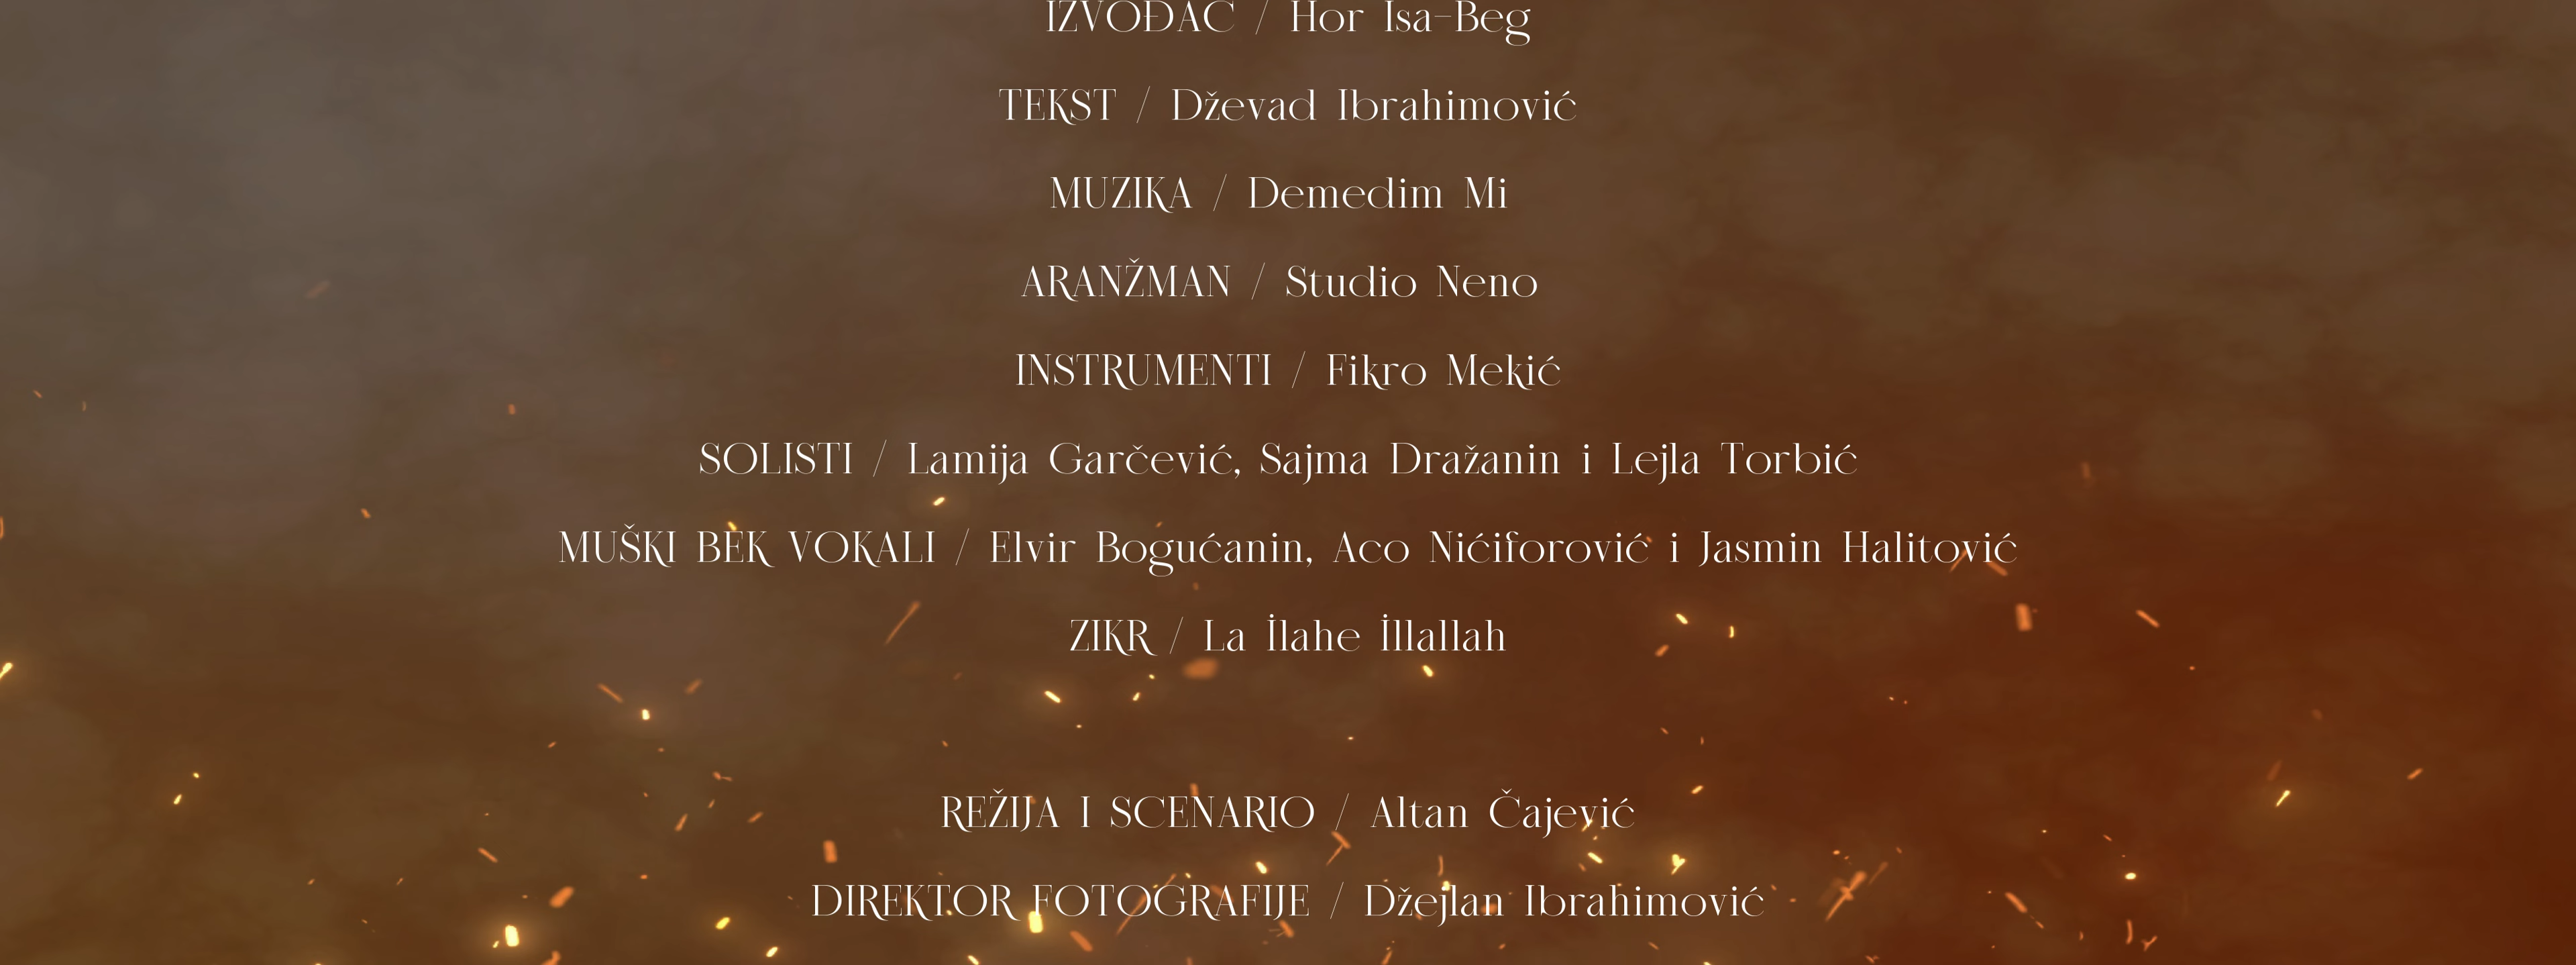 IZVOĐAC / Hor Isa-Beg
TEKST / Dževad Ibrahimović
MUZIKA / Demedim Mi
ARANŽMAN / Studio Neno
INSTRUMENTI / Fikro Mekić
SOLISTI / Lamija Garčević, Sajma Dražanin i Lejla Torbić
MUŠKI BEK VOKALI / Elvir Bogućanin, Aco Nićiforović i Jasmin Halitović
ZIKR / La İlahe İllallah
REŽIJA I SCENARIO / Altan Čajević
DIREKTOR FOTOGRAFIJE / Džejlan Ibrahimović